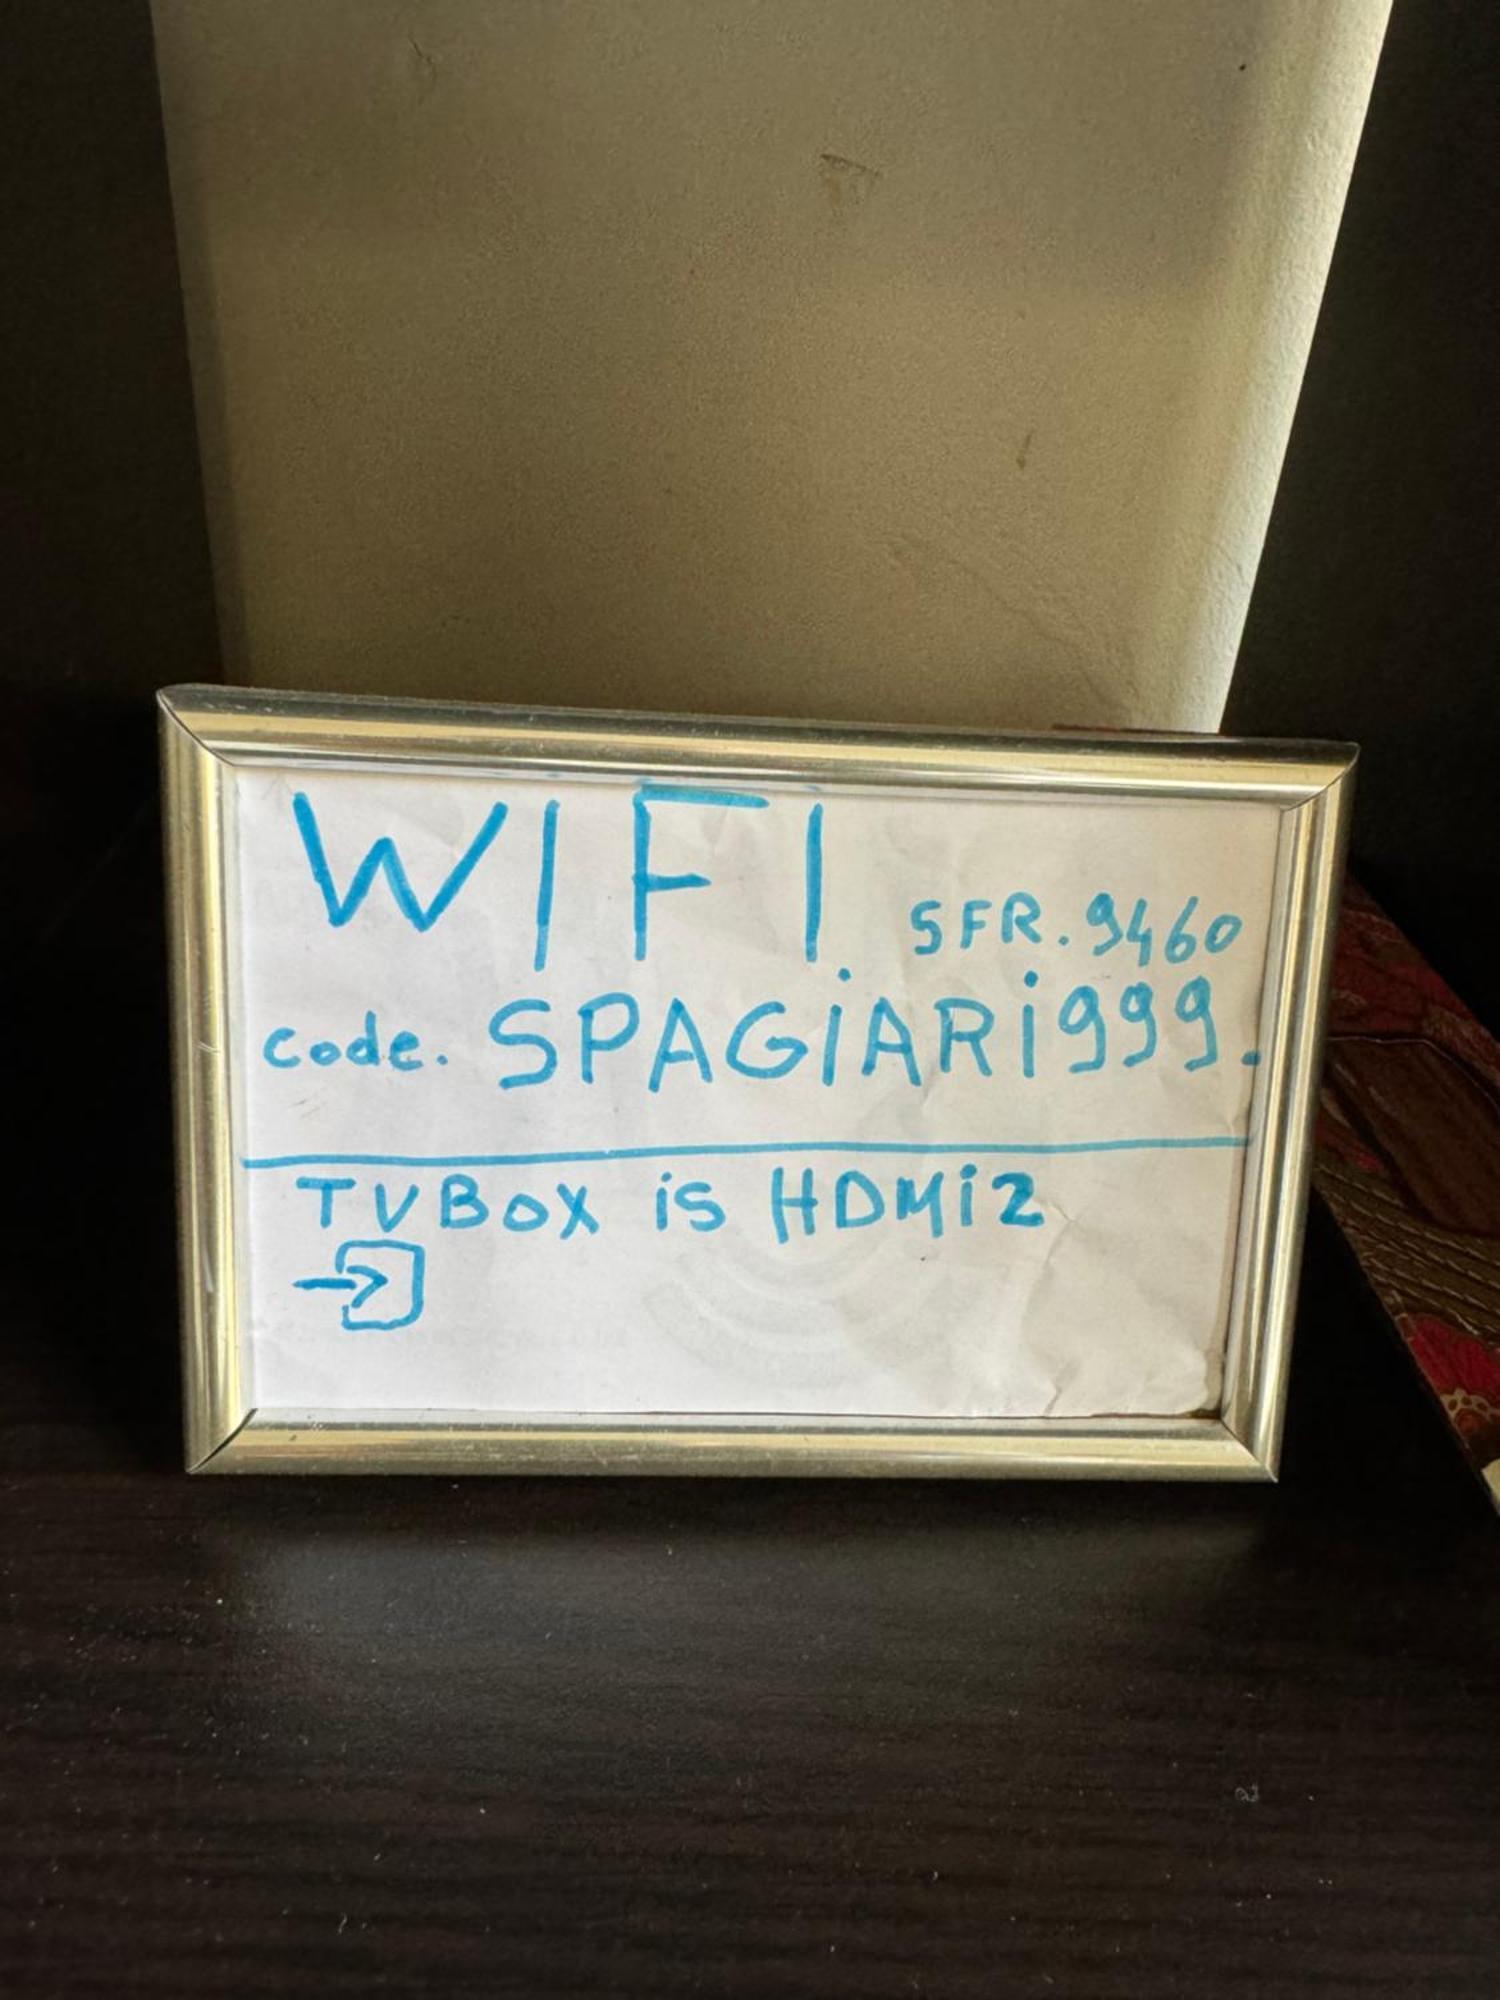 WIFI SFR.9460
code. SPAGiARi999.
TVBOX is HDMi2